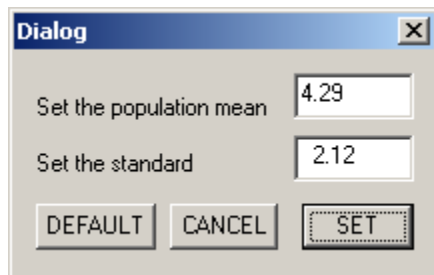 Dialog
Set the population mean 4.29
Set the standard 2.12
DEFAULT CANCEL SET